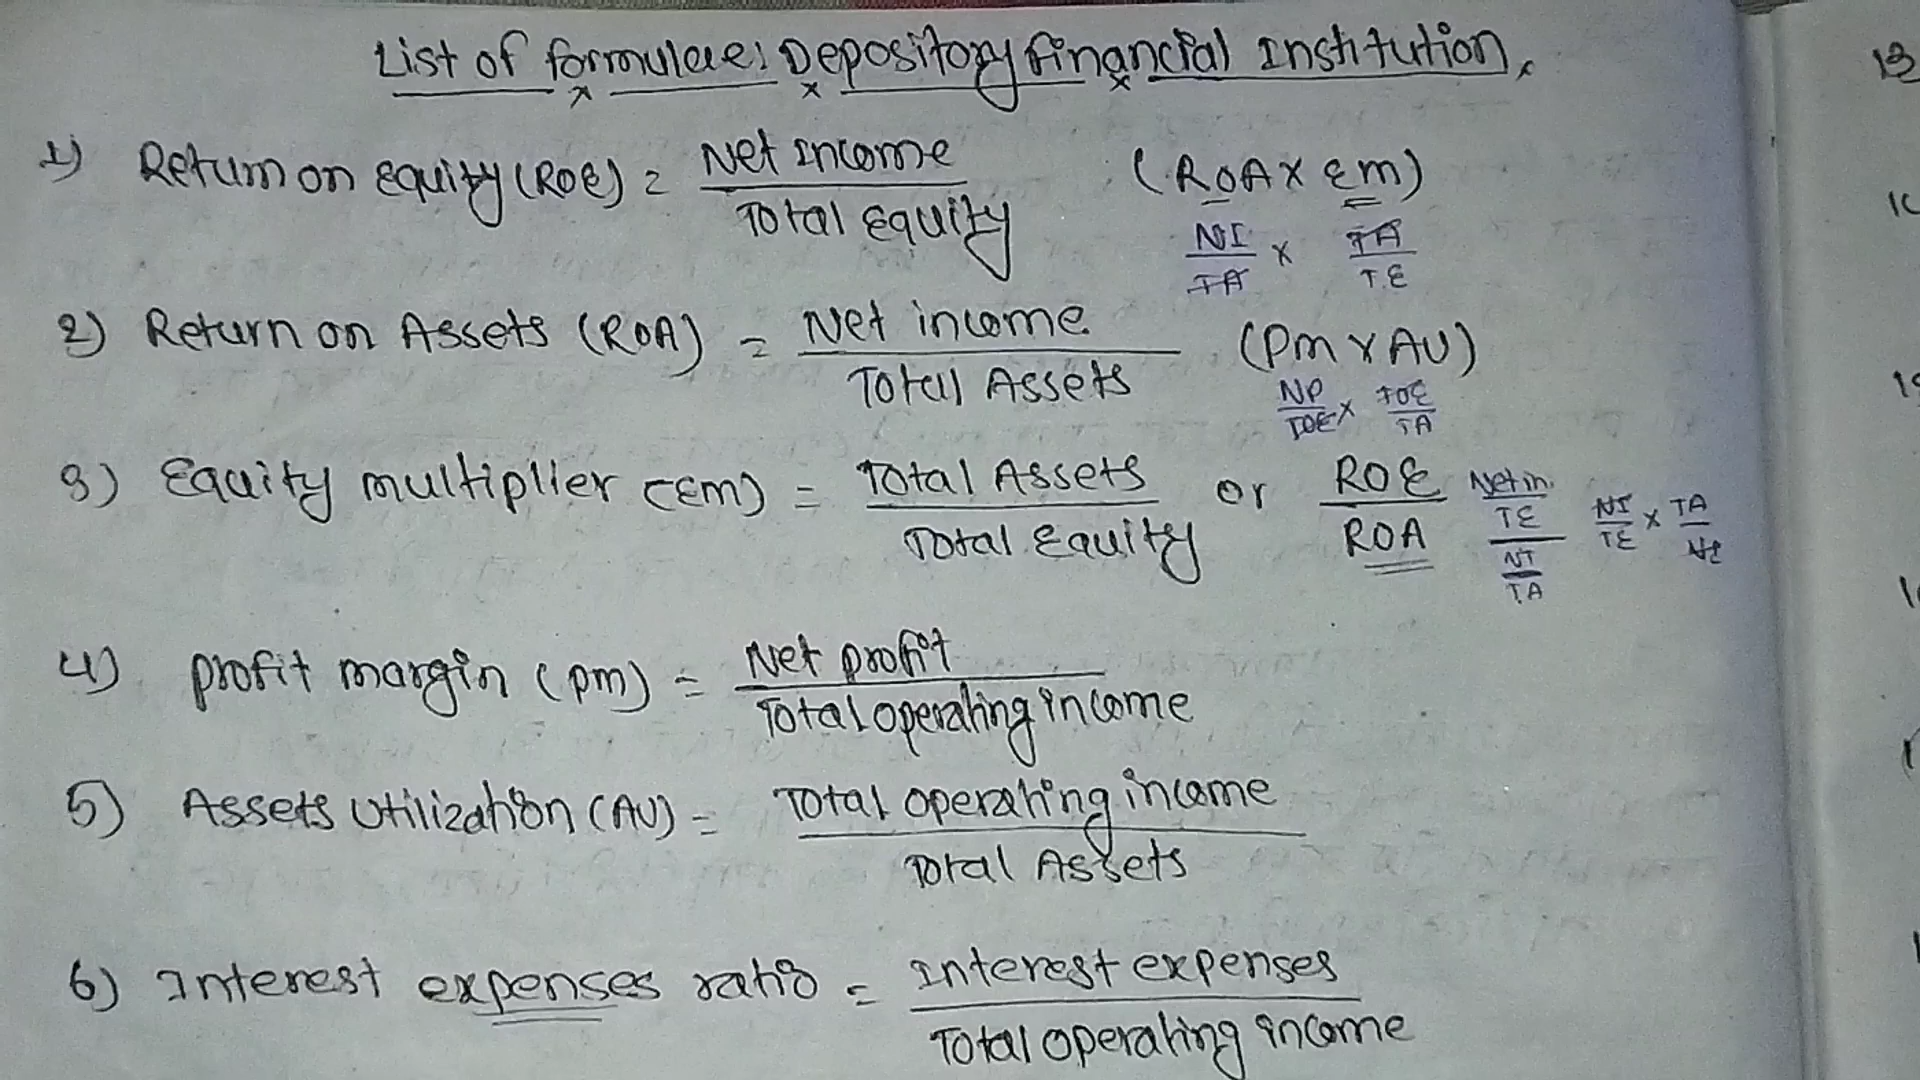 List of formulae: Depository financial Institution.
1) Return on equity (ROE) = Net Income / Total equity (ROA x EM)
NI / TA x TA / T.E
2) Return on Assets (ROA) = Net income / Total Assets (PM x AU)
NP / TOE x TOE / TA
3) Equity multiplier (EM) = Total Assets / Total Equity or ROE / ROA Net in. / TE / NI / TA NI / TE x TA / NI
4) profit margin (PM) = Net profit / Total operating income
5) Assets Utilization (AU) = Total operating income / Total Assets
6) Interest expenses ratio = Interest expenses / Total operating income
13